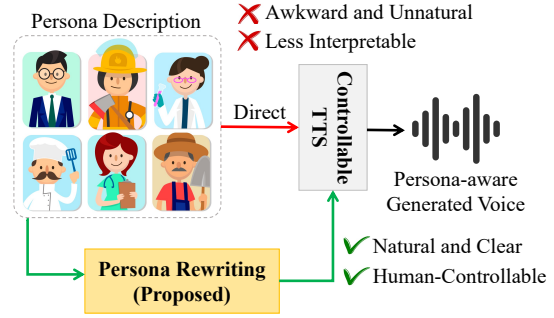 Persona Description
Awkward and Unnatural
Less Interpretable
Direct
Controllable
TTS
Persona-aware
Generated Voice
Natural and Clear
Human-Controllable
Persona Rewriting
(Proposed)